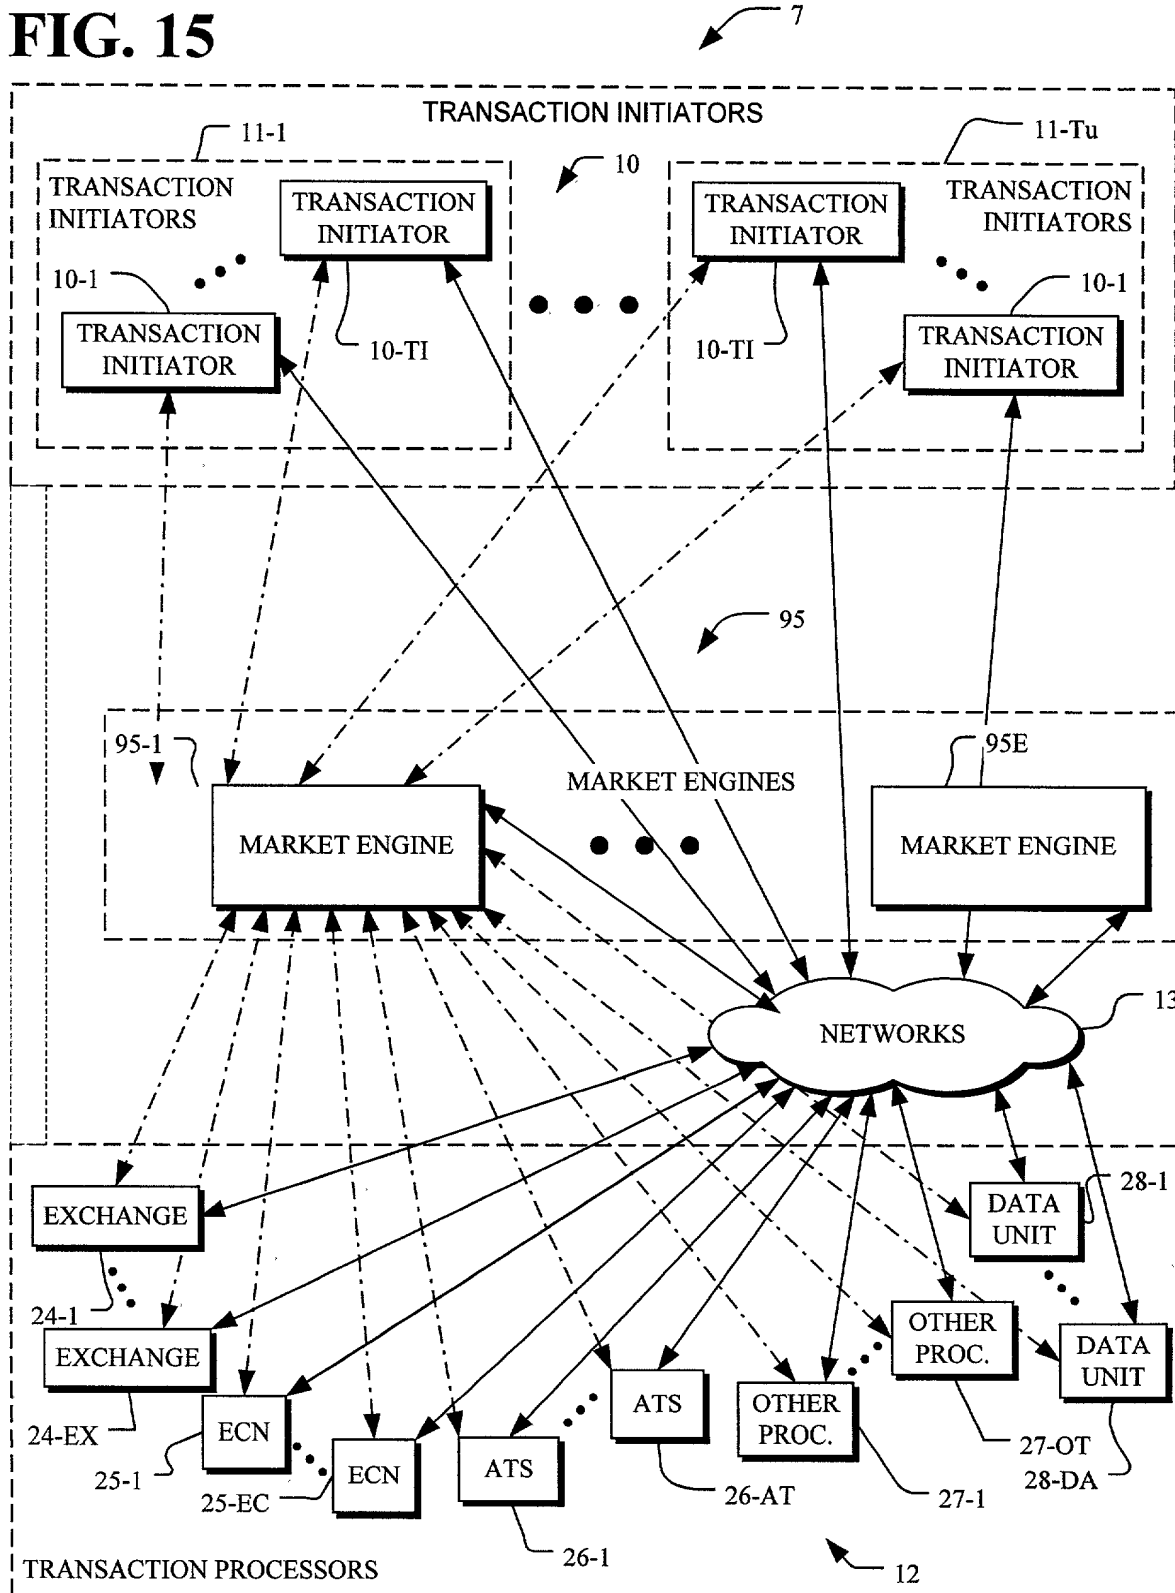 FIG. 15
7
TRANSACTION INITIATORS
11-1
11-Tu
10
TRANSACTION
INITIATORS
TRANSACTION
INITIATOR
TRANSACTION
INITIATOR
TRANSACTION
INITIATORS
10-1
TRANSACTION
INITIATOR
10-TI
10-TI
10-1
TRANSACTION
INITIATOR
95
95-1
95E
MARKET ENGINES
MARKET ENGINE
MARKET ENGINE
13
NETWORKS
28-1
EXCHANGE
DATA
UNIT
24-1
EXCHANGE
OTHER
PROC.
DATA
UNIT
24-EX
ECN
ATS
OTHER
PROC.
27-OT
25-1
ECN
ATS
28-DA
25-EC
26-AT
27-1
26-1
12
TRANSACTION PROCESSORS